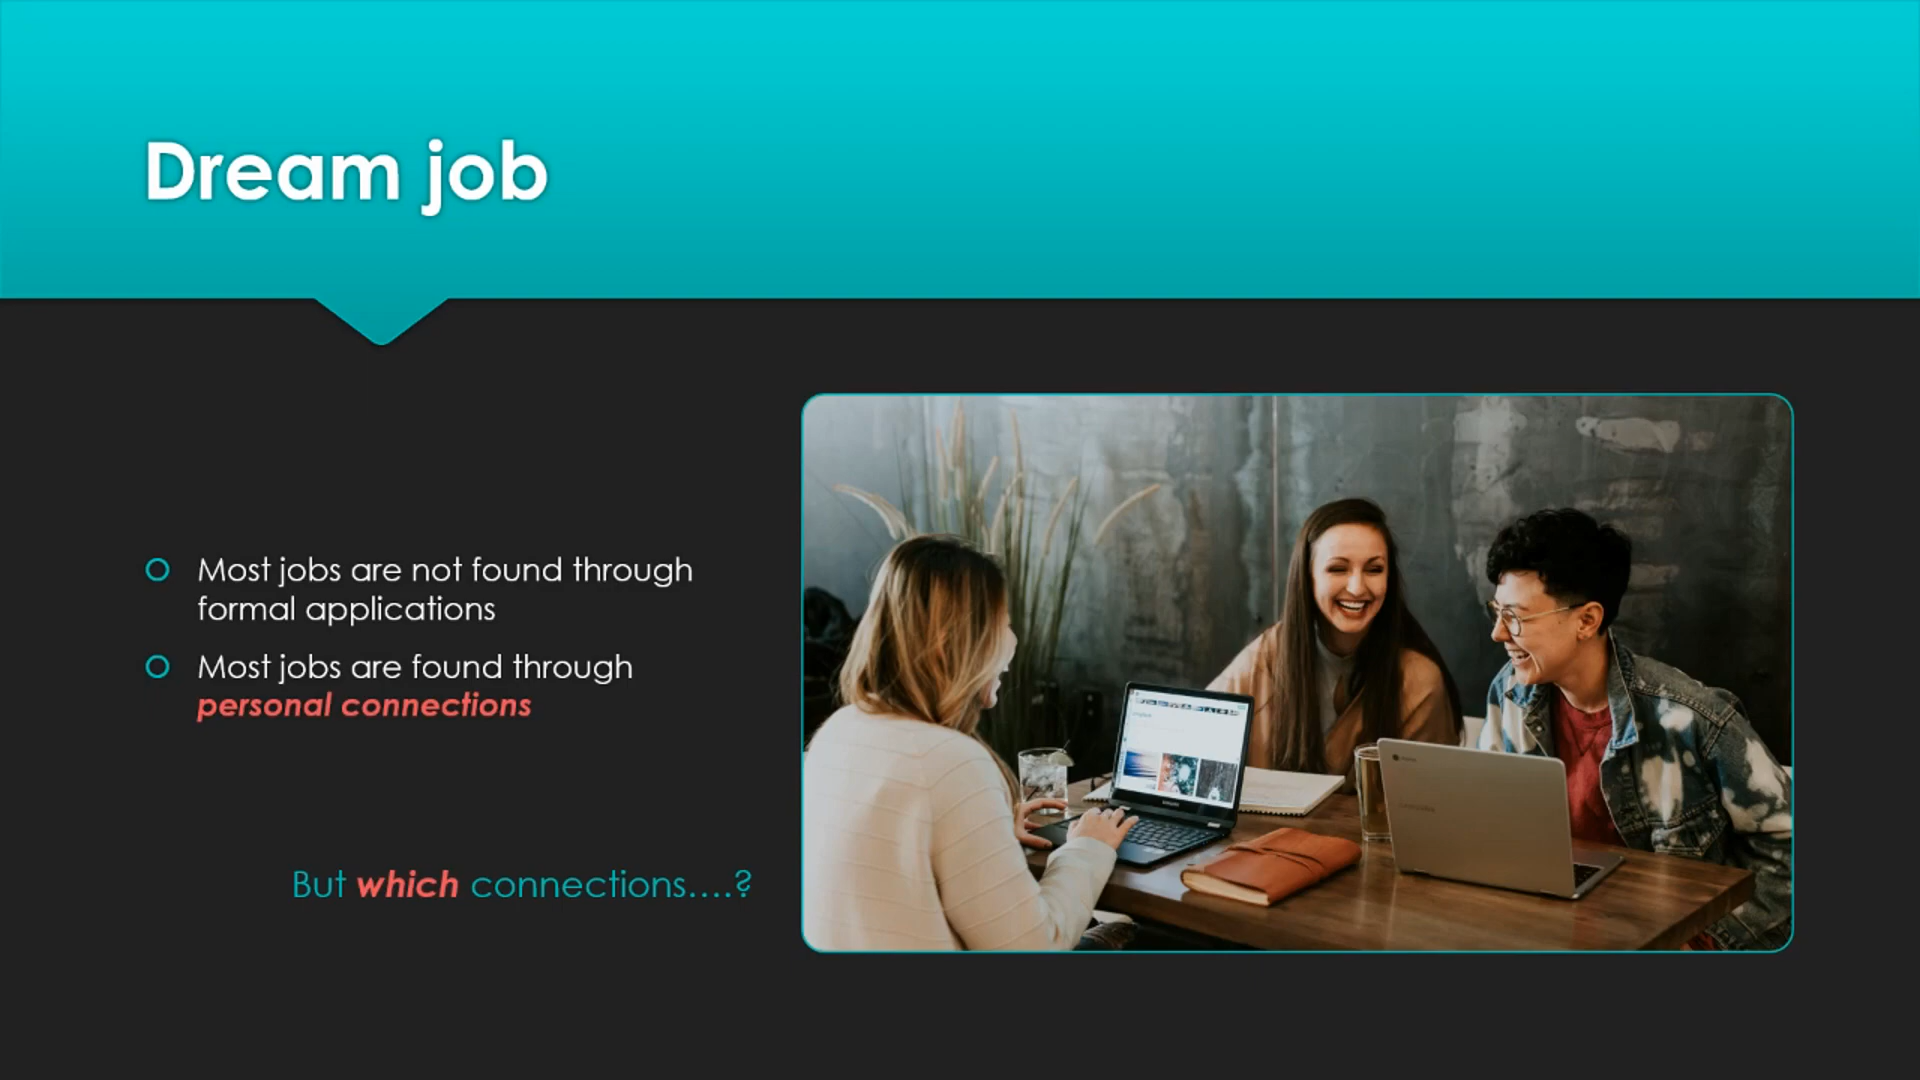 Dream job
Most jobs are not found through
formal applications
Most jobs are found through
personal connections
But which connections....?